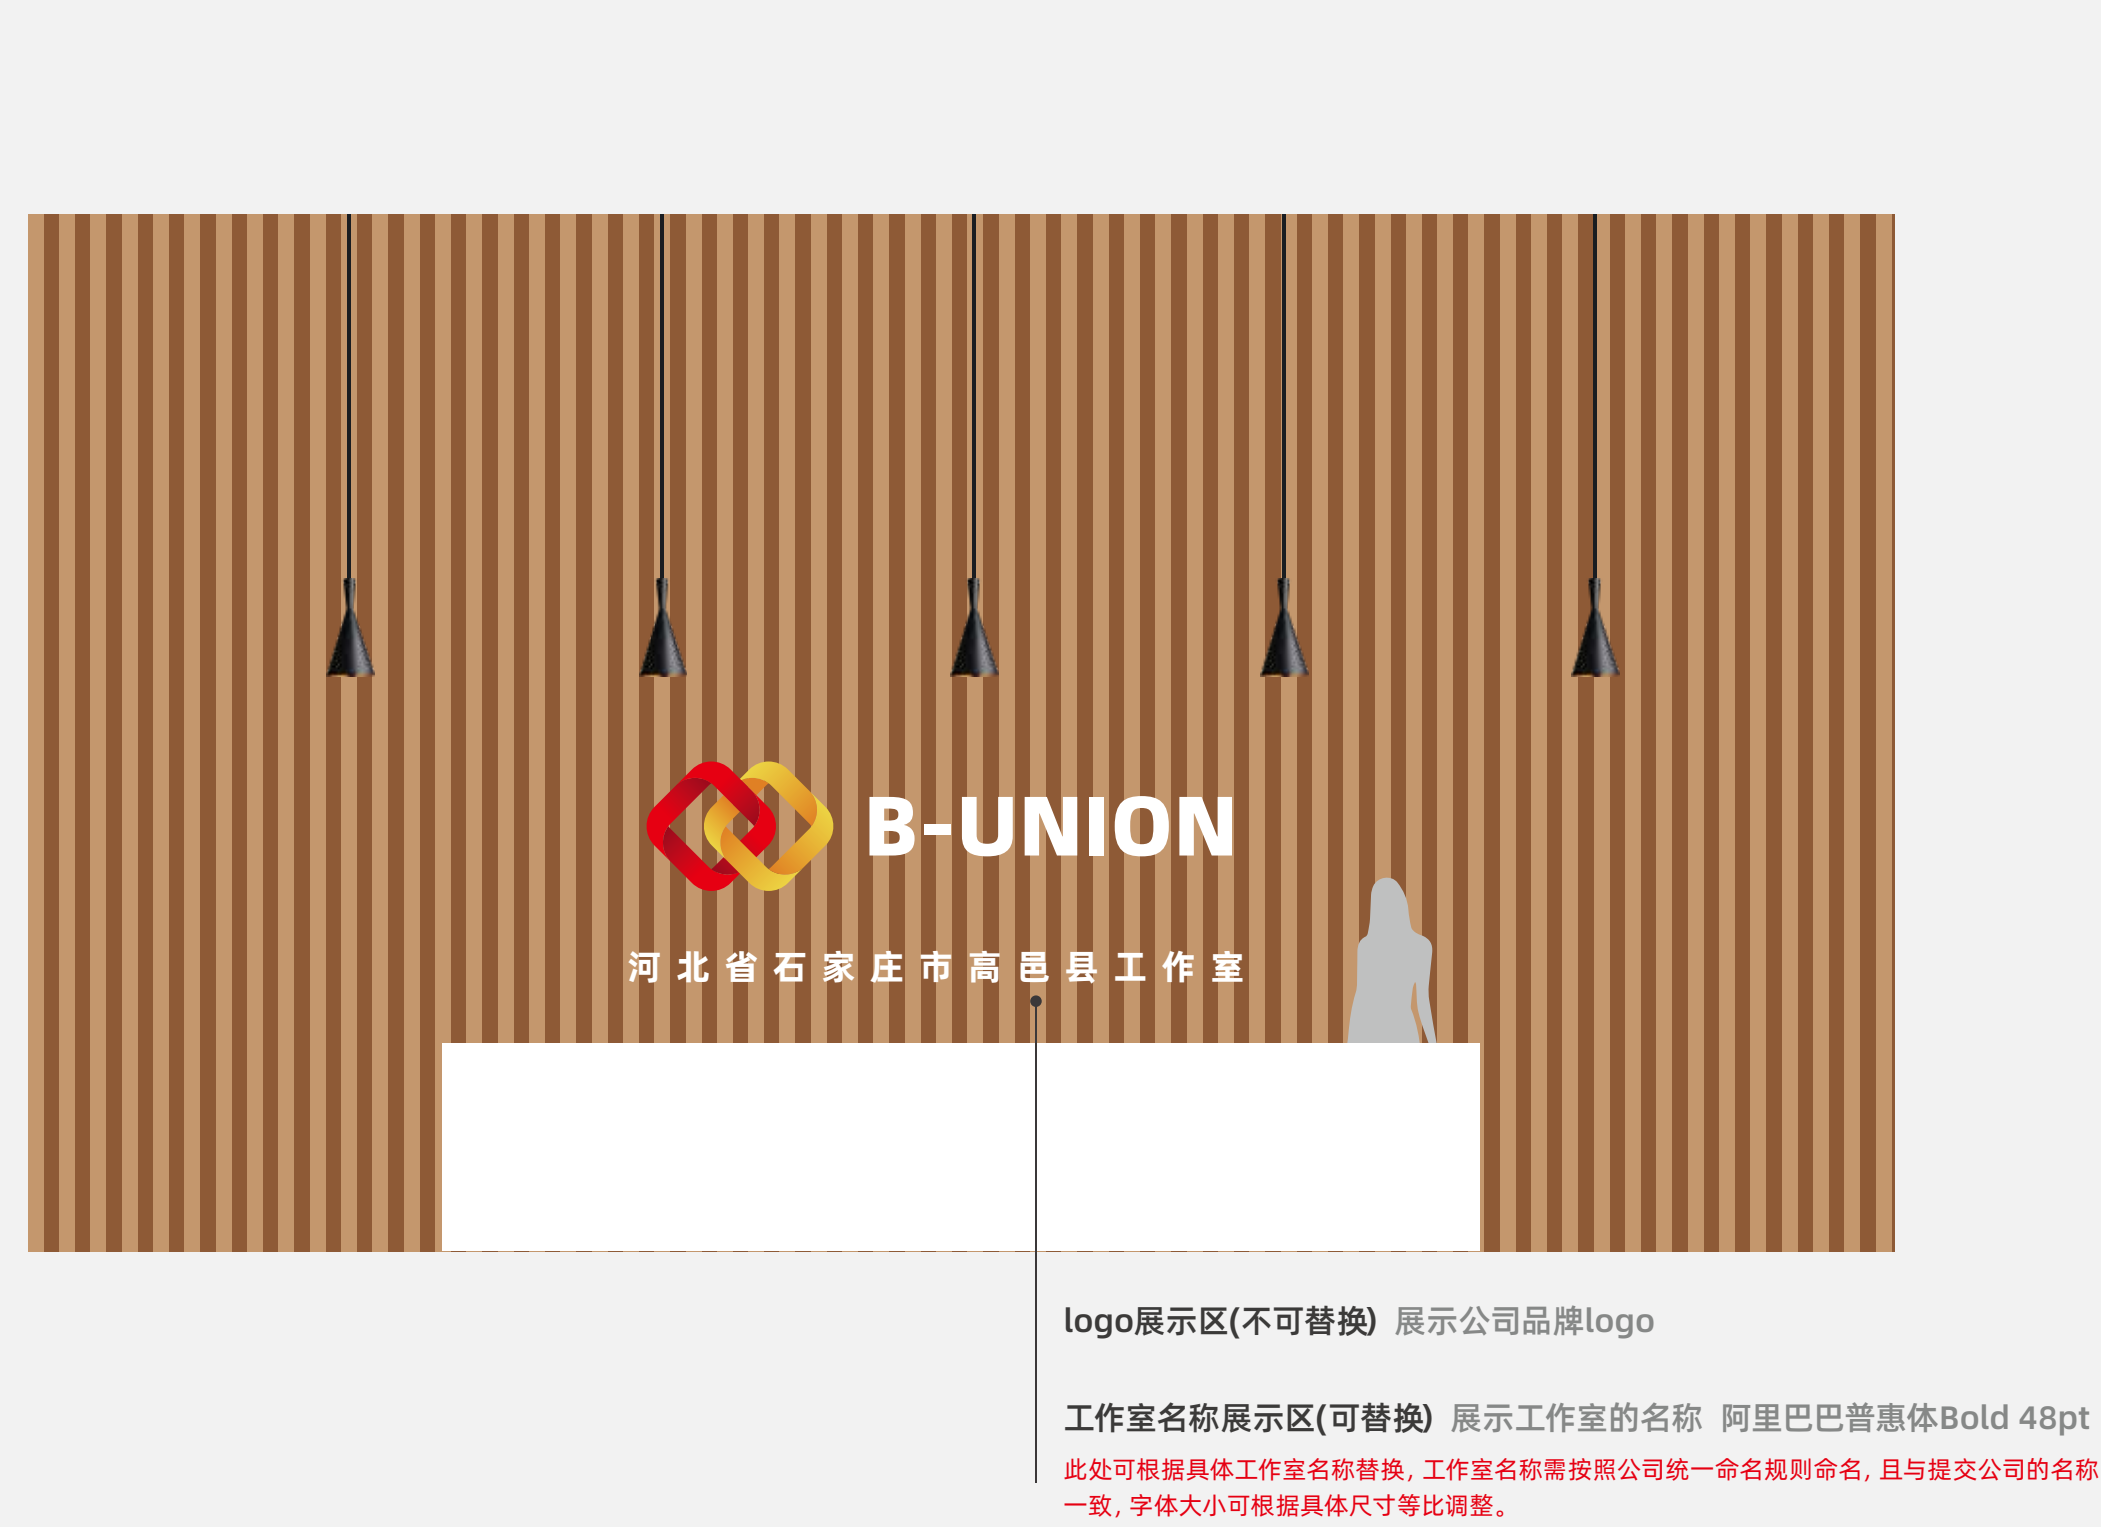 B-UNION
河北省石家庄市高邑县工作室
logo展示区(不可替换) 展示公司品牌logo
工作室名称展示区(可替换) 展示工作室的名称 阿里巴巴普惠体Bold 48pt
此处可根据具体工作室名称替换, 工作室名称需按照公司统一命名规则命名, 且与提交公司的名称
一致, 字体大小可根据具体尺寸等比调整。